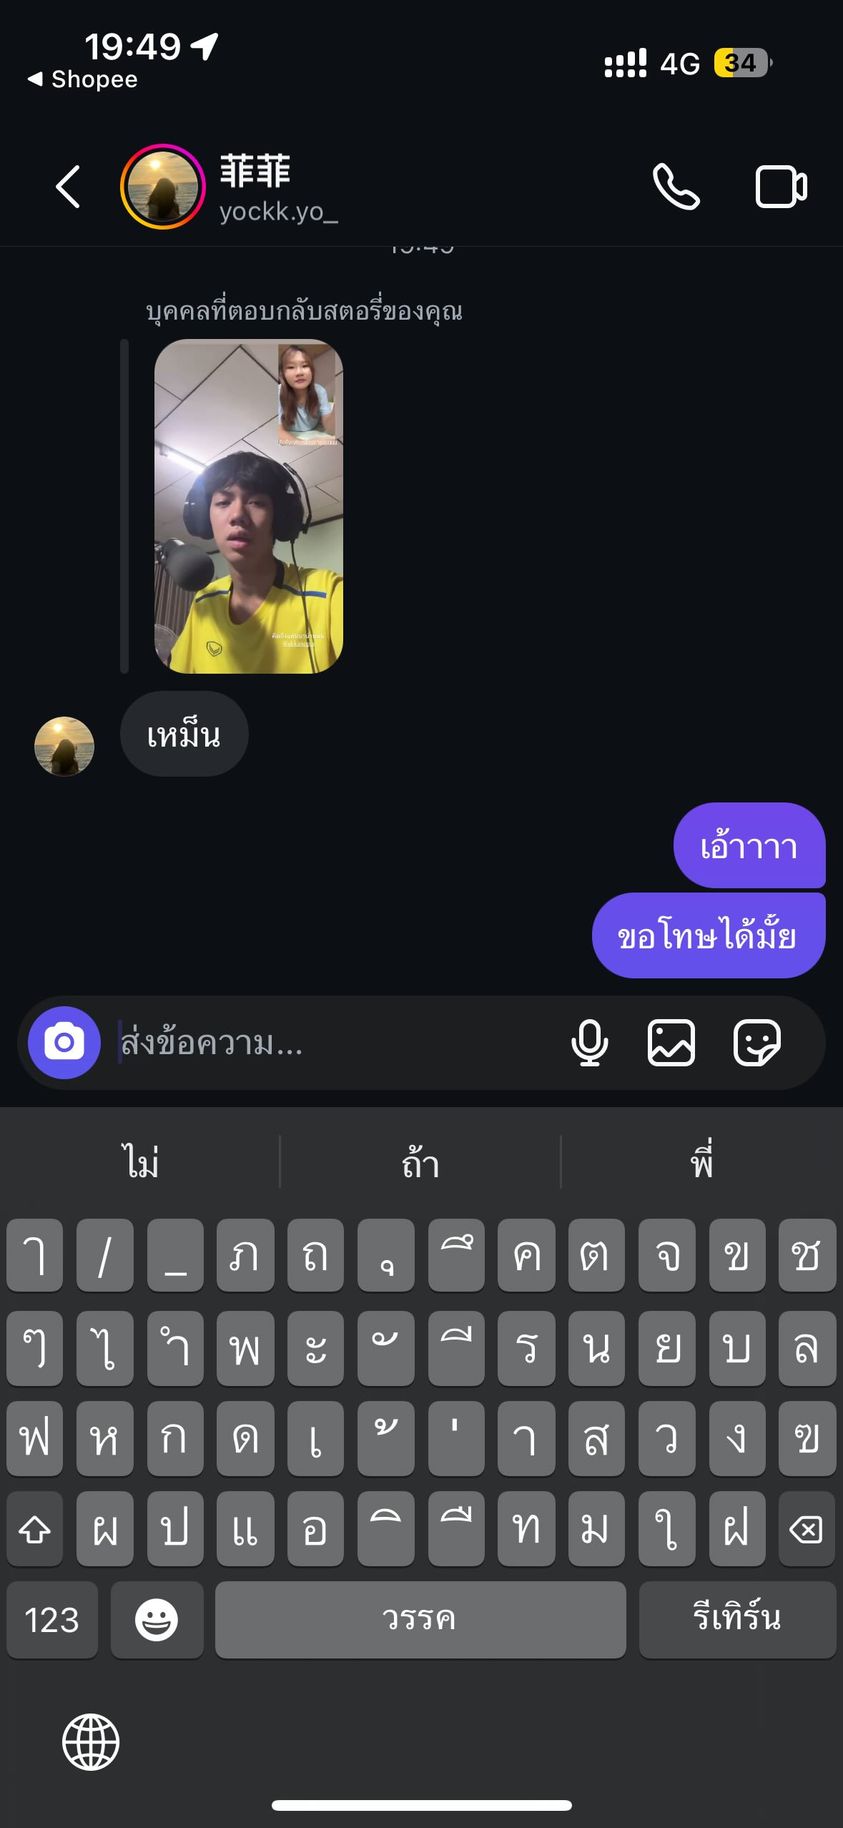 19:49
Shopee
4G
34
菲菲
yockk.yo_
19:49
บุคคลที่ตอบกลับสตอรี่ของคุณ
เหม็น
เอ้าาาา
ขอโทษได้มั้ย
ส่งข้อความ...
ไม่ ถ้า พี่
ๅ / _ ภ ถ ุ ึ ค ต จ ข ช
ๆ ไ ำ พ ะ ั ี ร น ย บ ล
ฟ ห ก ด เ ้ ่ า ส ว ง ฃ
ผ ป แ อ ิ ื ท ม ใ ฝ
123 วรรค รีเทิร์น